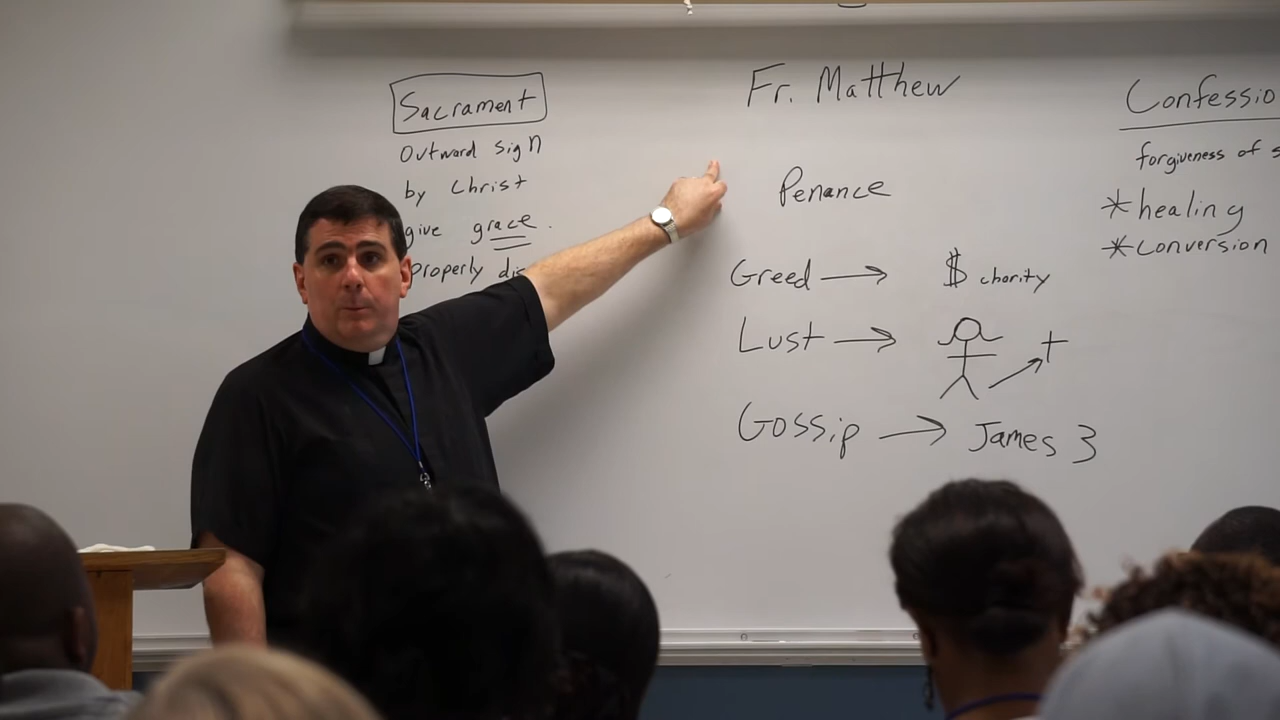 Sacrament
Outward sign
by Christ
give grace.
Properly
Fr. Matthew
Penance
Greed → $ charity
Lust →
Gossip → James 3
forgiveness of
*healing
*conversion